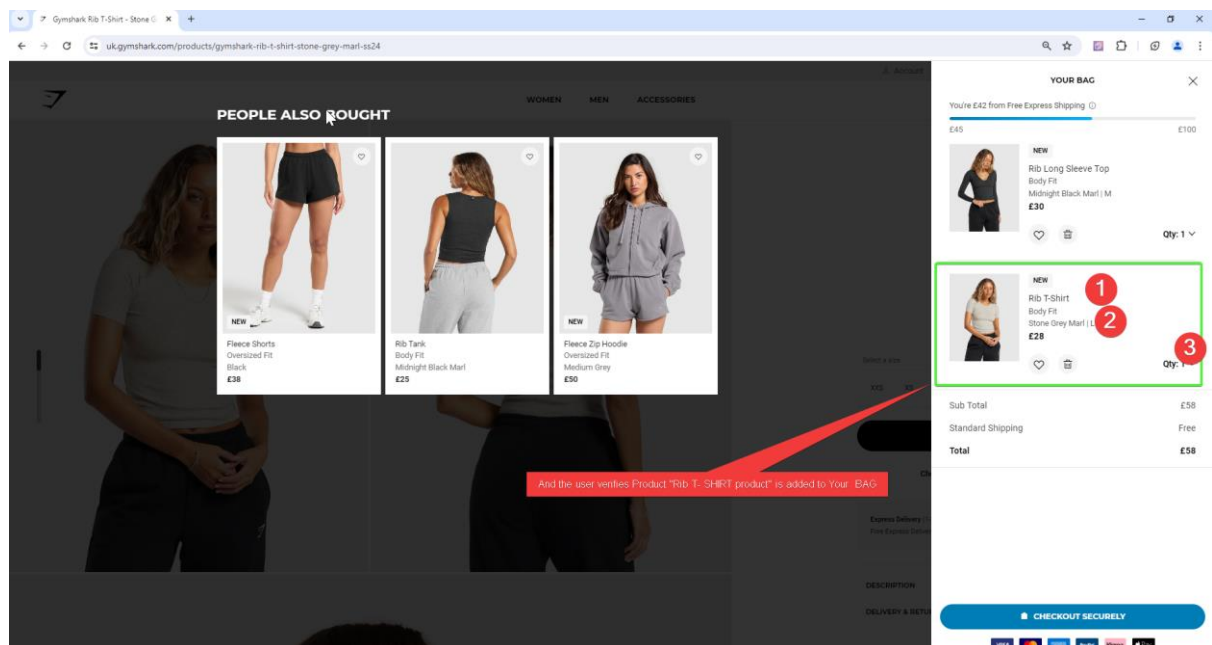 Gymshark Rib T-Shirt - Stone G
uk.gymshark.com/products/gymshark-rib-t-shirt-stone-grey-marl-ss24
Account
WOMEN MEN ACCESSORIES
PEOPLE ALSO BOUGHT
NEW
Fleece Shorts
Oversized Fit
Black
£38
Rib Tank
Body Fit
Midnight Black Marl
£25
NEW
Fleece Zip Hoodie
Oversized Fit
Medium Grey
£50
Select a size
XXS XS
And the user verifies Product "Rib T- SHIRT product" is added to Your BAG
Express Delivery
Free Express Deliver
DESCRIPTION
DELIVERY & RETU
YOUR BAG
You're £42 from Free Express Shipping
£45 £100
NEW
Rib Long Sleeve Top
Body Fit
Midnight Black Marl | M
£30
Qty: 1
NEW
Rib T-Shirt
1
Body Fit
Stone Grey Marl | L
2
£28
3
Qty: 1
Sub Total £58
Standard Shipping Free
Total £58
CHECKOUT SECURELY
VISA